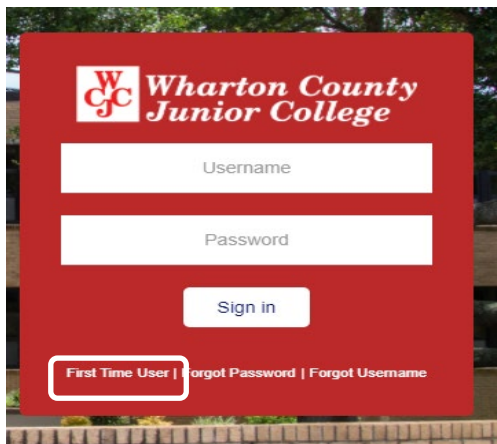 WCJC
Wharton County
Junior College
Username
Password
Sign in
First Time User | Forgot Password | Forgot Username